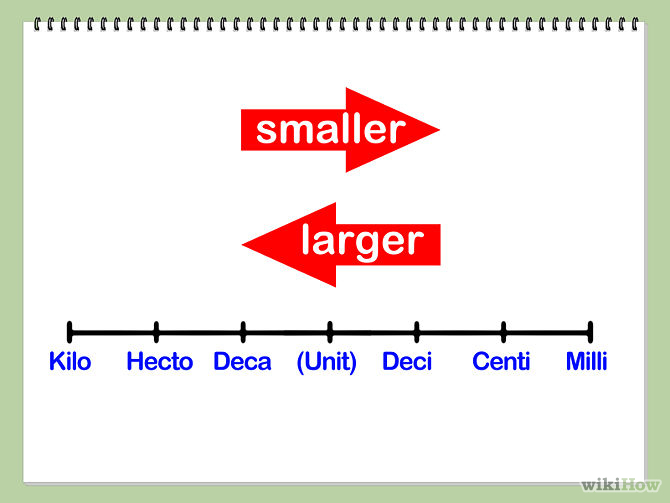 smaller
larger
Kilo Hecto Deca (Unit) Deci Centi Milli
wikiHow